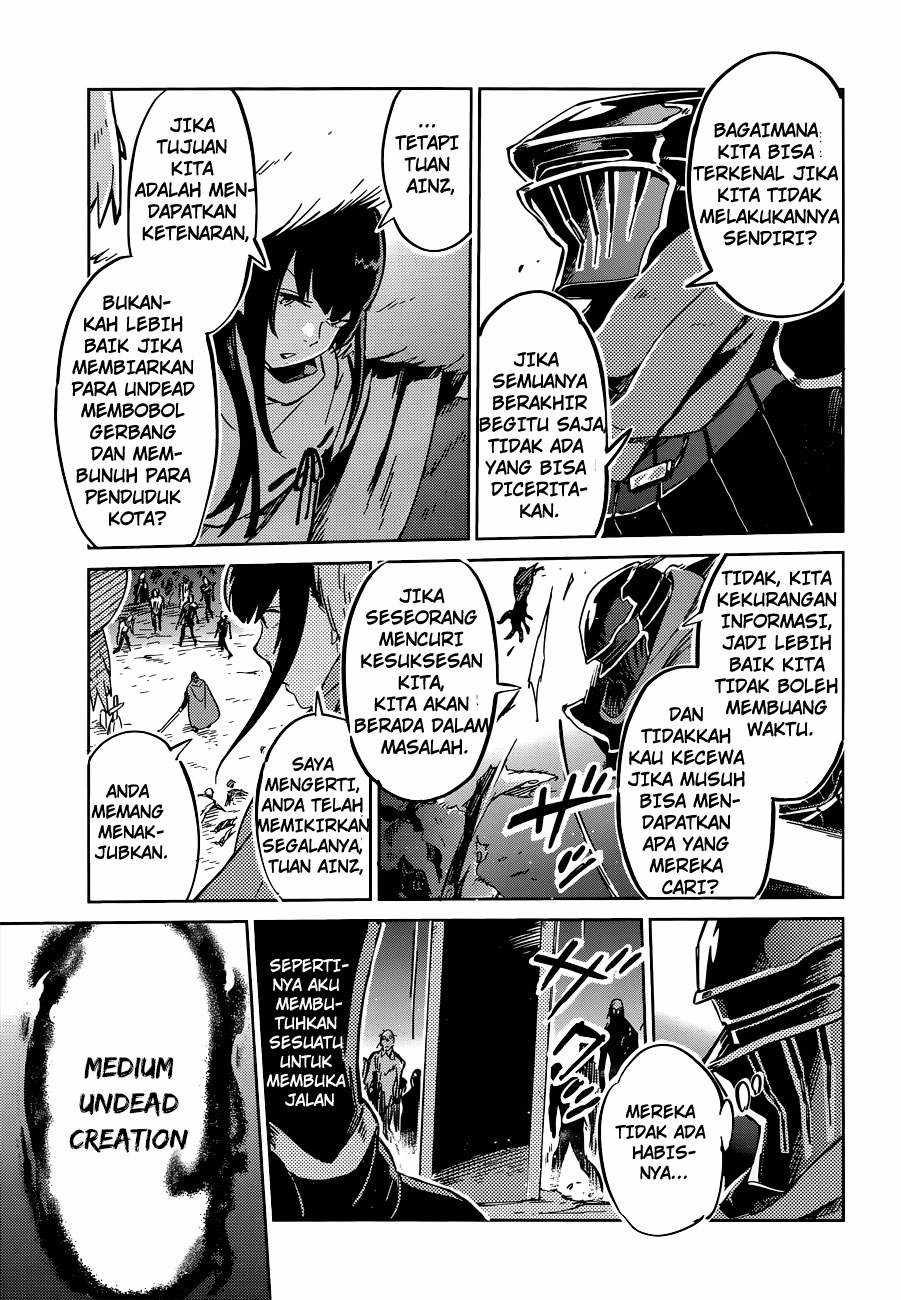 BAGAIMANA
KITA BISA
TERKENAL JIKA
KITA TIDAK
MELAKUKANNYA
SENDIRI?
JIKA
SEMUANYA
BERAKHIR
BEGITU SAJA,
TIDAK ADA
YANG BISA
DICERITA-
KAN.
...
TETAPI
TUAN
AINZ,
JIKA
TUJUAN
KITA
ADALAH MEN-
DAPATKAN
KETENARAN,
BUKAN-
KAH LEBIH
BAIK JIKA
MEMBIARKAN
PARA UNDEAD
MEMBOBOL
GERBANG
DAN MEM-
BUNUH PARA
PENDUDUK
KOTA?
TIDAK, KITA
KEKURANGAN
INFORMASI,
JADI LEBIH
BAIK KITA
TIDAK BOLEH
MEMBUANG
WAKTU.
DAN
TIDAKKAH
KAU KECEWA
JIKA MUSUH
BISA MEN-
DAPATKAN
APA YANG
MEREKA
CARI?
JIKA
SESEORANG
MENCURI
KESUKSESAN
KITA,
KITA AKAN
BERADA DALAM
MASALAH.
SAYA
MENGERTI,
ANDA TELAH
MEMIKIRKAN
SEGALANYA,
TUAN AINZ,
ANDA
MEMANG
MENAK-
JUBKAN.
MEREKA
TIDAK ADA
HABIS-
NYA...
SEPERTI-
NYA AKU
MEMBU-
TUHKAN
SESUATU
UNTUK
MEMBUKA
JALAN
MEDIUM
UNDEAD
CREATION